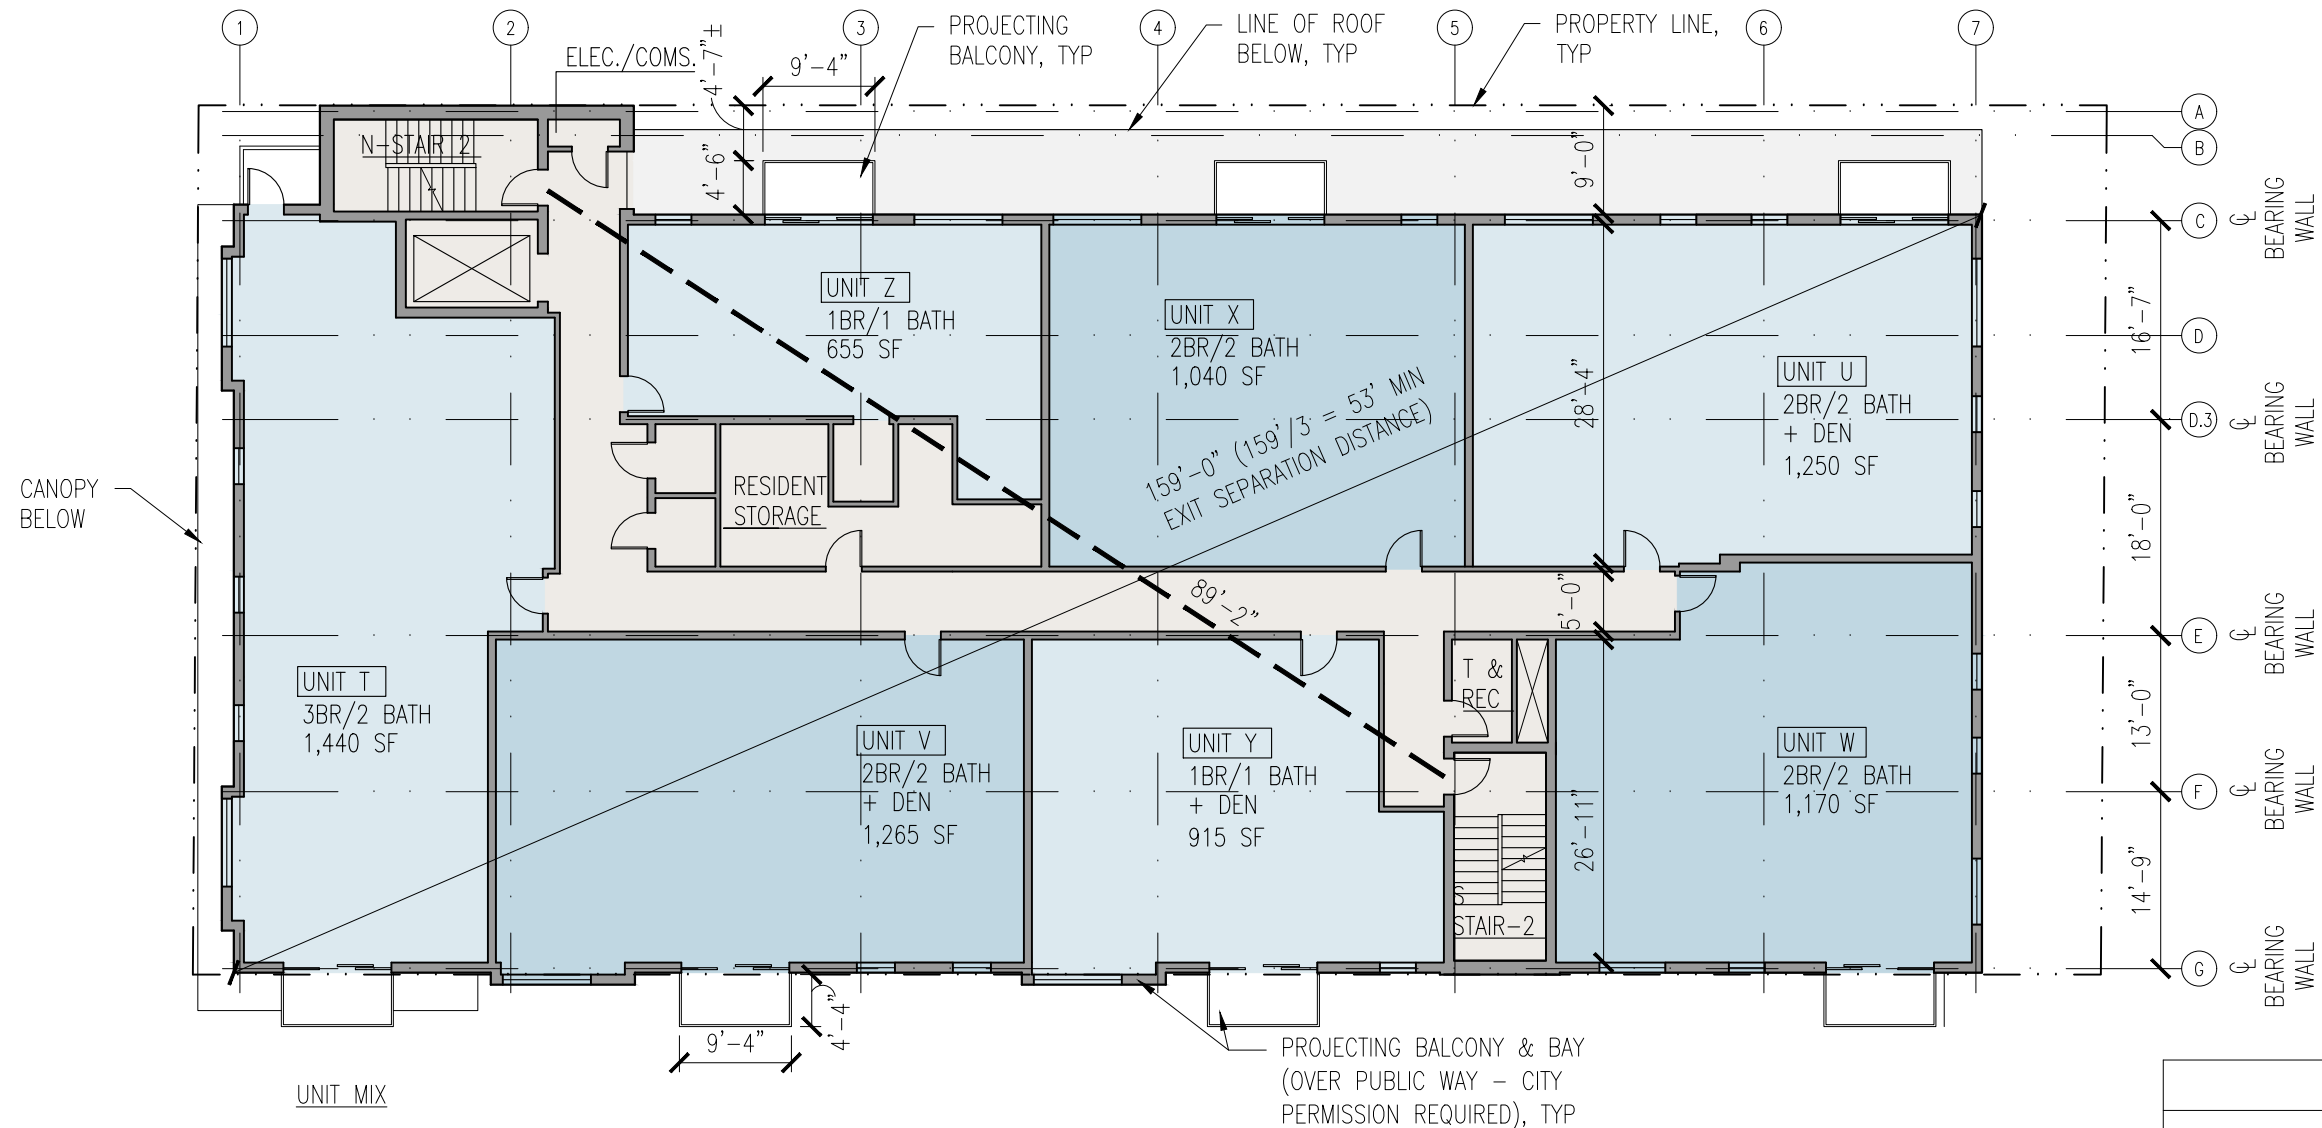 1
2
3
4
5
6
7
ELEC./COMS.
4'-7"±
9'-4"
PROJECTING
BALCONY, TYP
LINE OF ROOF
BELOW, TYP
PROPERTY LINE,
TYP
A
B
C
D
D.3
E
F
G
℄
BEARING
WALL
℄
BEARING
WALL
℄
BEARING
WALL
℄
BEARING
WALL
℄
BEARING
WALL
16'-7"
18'-0"
13'-0"
14'-9"
N-STAIR 2
4'-6"
9'-0"
UNIT Z
1BR/1 BATH
655 SF
UNIT X
2BR/2 BATH
1,040 SF
UNIT U
2BR/2 BATH
+ DEN
1,250 SF
28'-4"
159'-0" (159'/3 = 53' MIN
EXIT SEPARATION DISTANCE)
CANOPY
BELOW
RESIDENT
STORAGE
89'-2"
5'-0"
UNIT T
3BR/2 BATH
1,440 SF
UNIT V
2BR/2 BATH
+ DEN
1,265 SF
UNIT Y
1BR/1 BATH
+ DEN
915 SF
T &
REC
UNIT W
2BR/2 BATH
1,170 SF
26'-11"
S
STAIR-2
9'-4"
4'-4"
PROJECTING BALCONY & BAY
(OVER PUBLIC WAY - CITY
PERMISSION REQUIRED), TYP
UNIT MIX